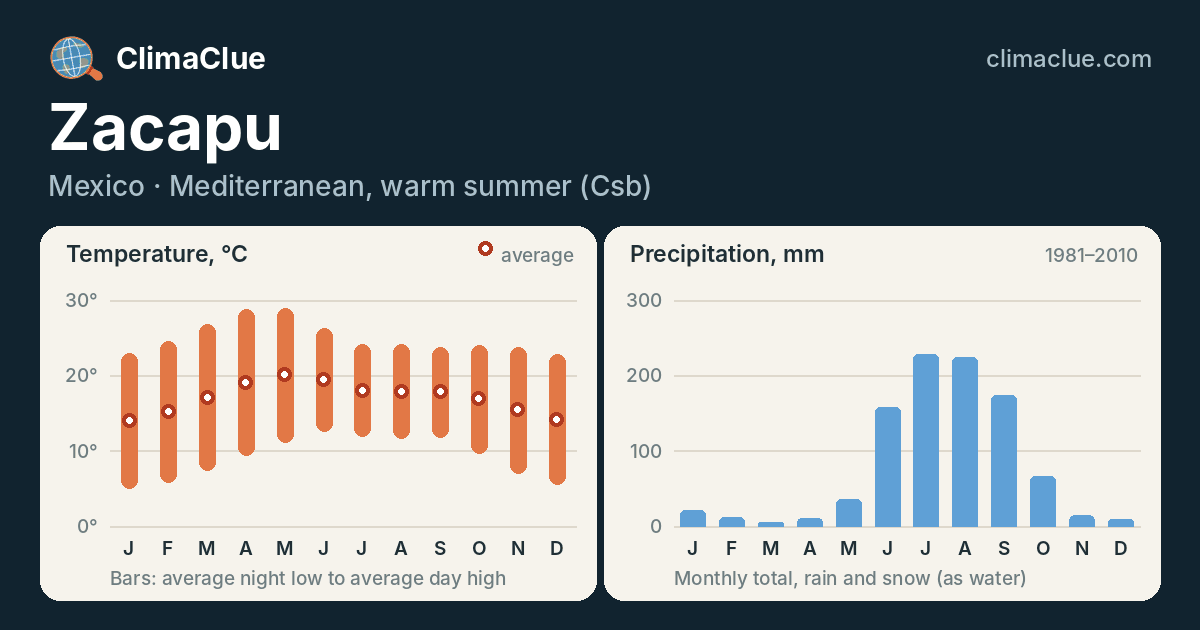 ClimaClue
climaclue.com
Zacapu
Mexico · Mediterranean, warm summer (Csb)
Temperature, °C
average
30°
20°
10°
0°
J F M A M J J A S O N D
Bars: average night low to average day high
Precipitation, mm
1981–2010
300
200
100
0
J F M A M J J A S O N D
Monthly total, rain and snow (as water)